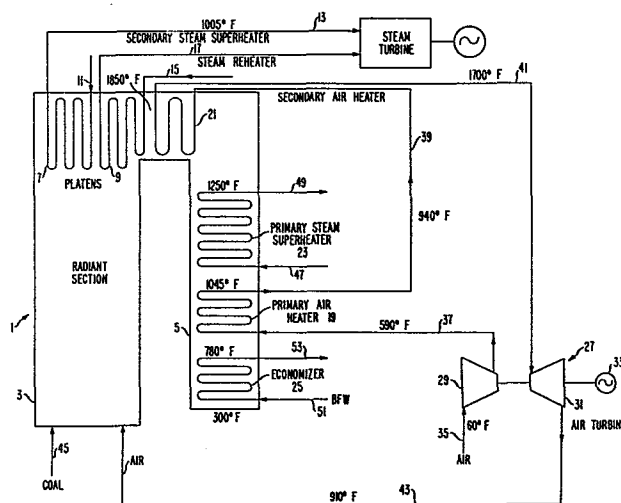 1005° F
13
SECONDARY STEAM SUPERHEATER
17
STEAM REHEATER
STEAM
TURBINE
11
1850° F
15
1700° F
41
SECONDARY AIR HEATER
21
39
7
9
PLATENS
1250° F
49
940° F
PRIMARY STEAM
SUPERHEATER
23
RADIANT
SECTION
47
1045° F
1
5
PRIMARY AIR
HEATER 19
590° F
37
27
780° F
53
29
33
3
ECONOMIZER
25
31
300° F
BFW
51
35
60° F
AIR
AIR TURBINE
45
AIR
COAL
910° F
43